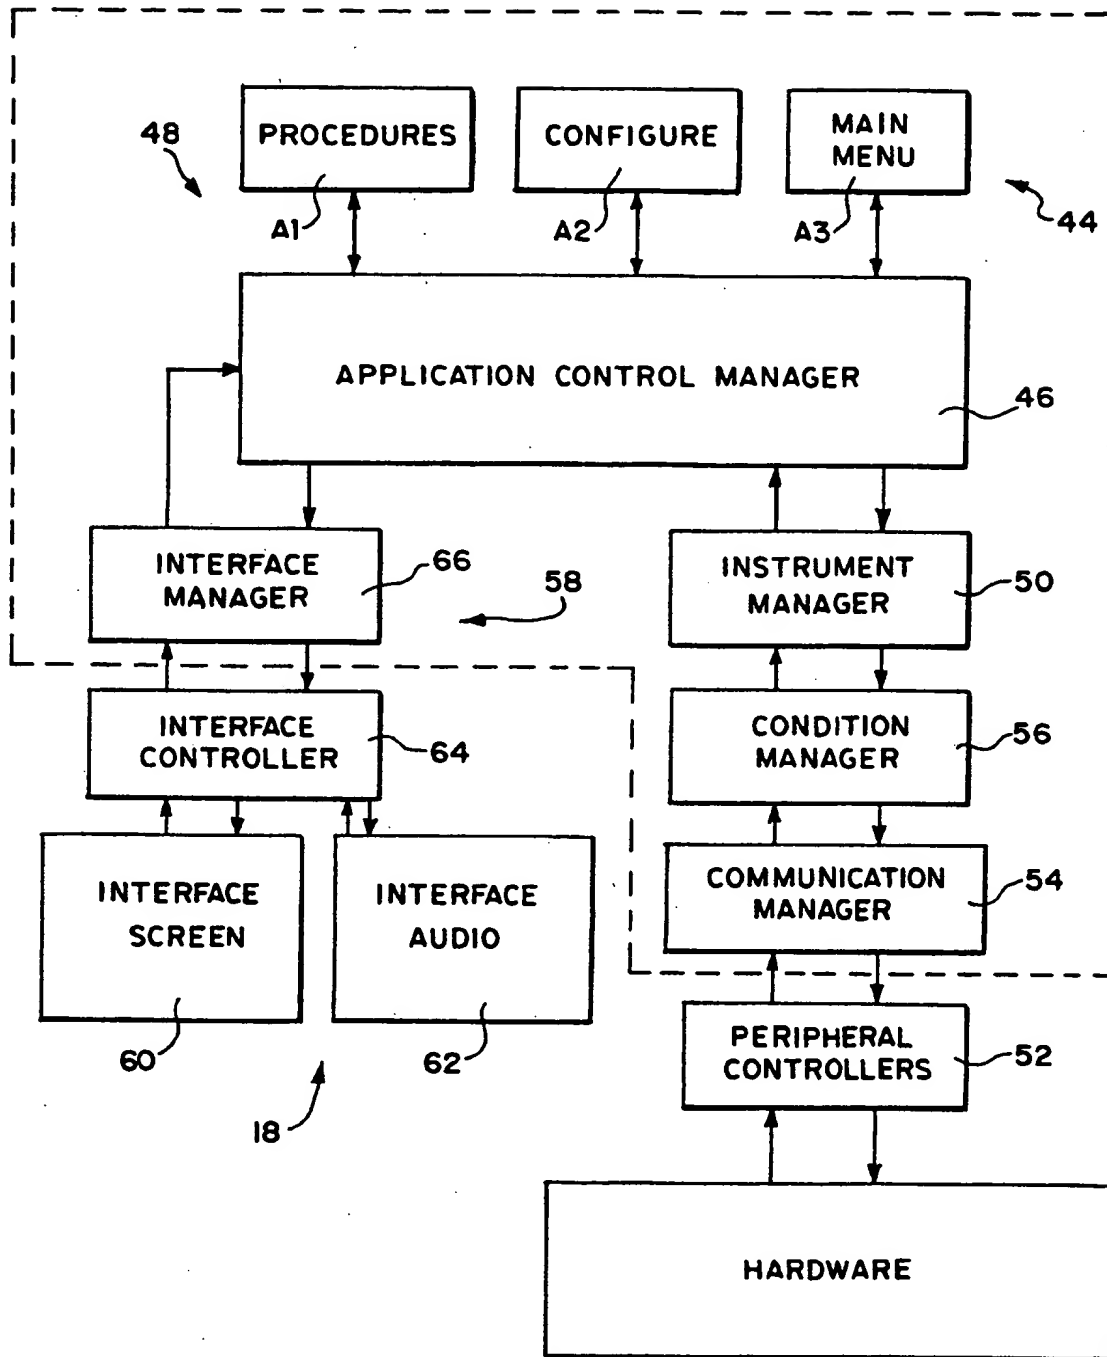 PROCEDURES
CONFIGURE
MAIN
MENU
48
A1
A2
A3
44
APPLICATION CONTROL MANAGER
46
INTERFACE
MANAGER
66
58
INSTRUMENT
MANAGER
50
INTERFACE
CONTROLLER
64
CONDITION
MANAGER
56
INTERFACE
SCREEN
60
INTERFACE
AUDIO
62
COMMUNICATION
MANAGER
54
18
PERIPHERAL
CONTROLLERS
52
HARDWARE